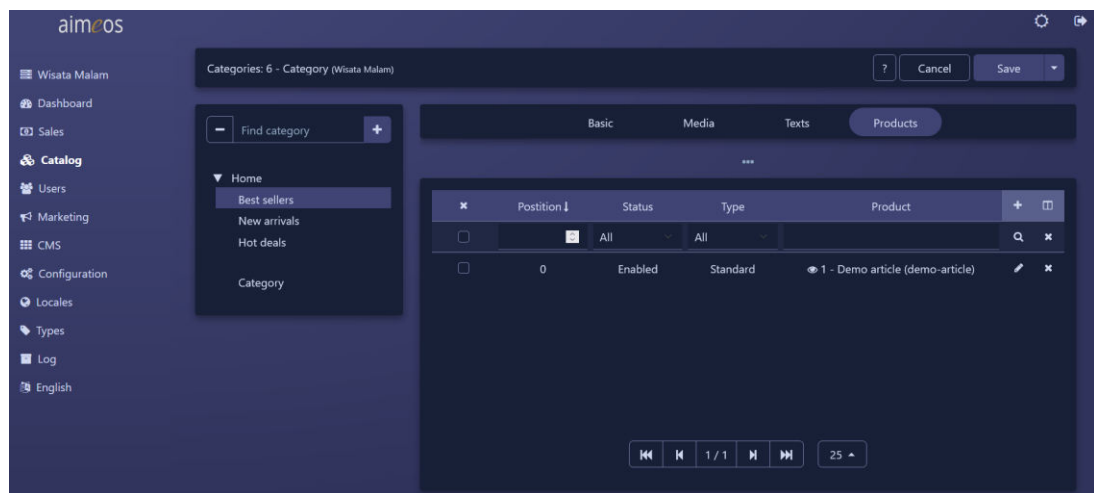 aimeos
Wisata Malam
Dashboard
Sales
Catalog
Users
Marketing
CMS
Configuration
Locales
Types
Log
English
Categories: 6 - Category (Wisata Malam)
? Cancel Save
Find category
Home
Best sellers
New arrivals
Hot deals
Category
Basic Media Texts Products
Postition Status Type Product
All All
0 Enabled Standard 1 - Demo article (demo-article)
1 / 1 25